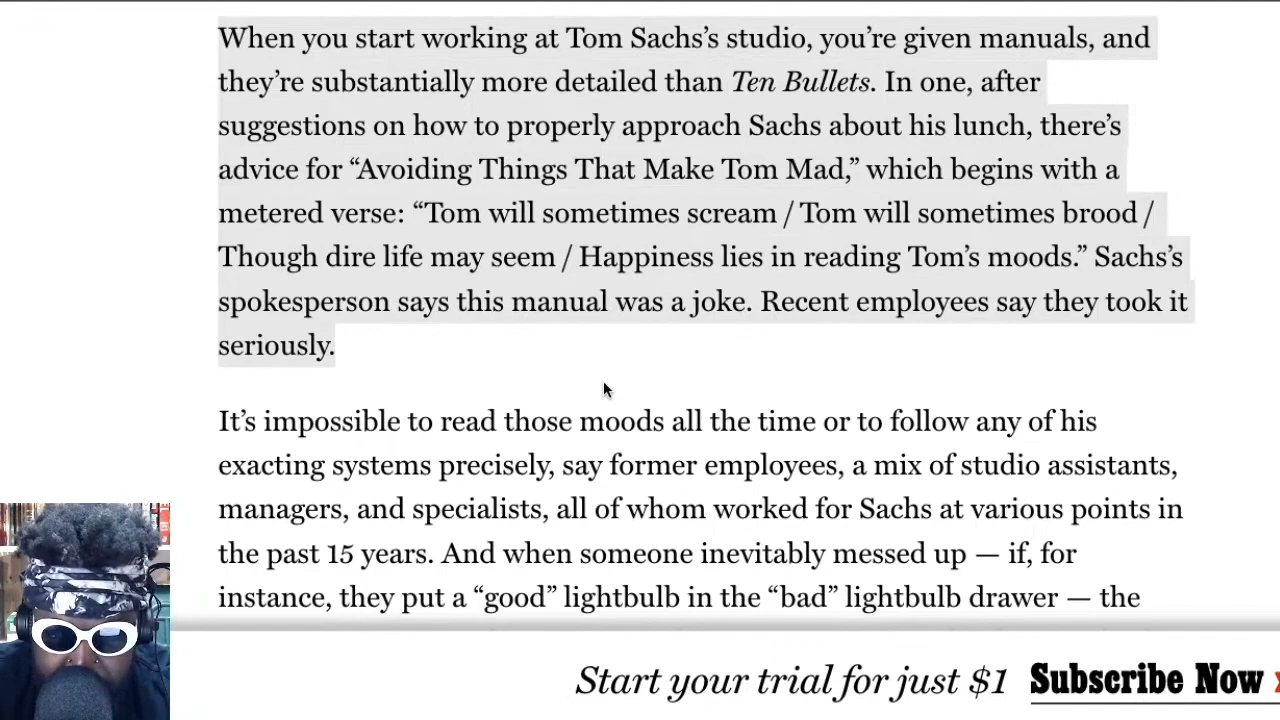 When you start working at Tom Sachs’s studio, you’re given manuals, and
they’re substantially more detailed than Ten Bullets. In one, after
suggestions on how to properly approach Sachs about his lunch, there’s
advice for “Avoiding Things That Make Tom Mad,” which begins with a
metered verse: “Tom will sometimes scream / Tom will sometimes brood /
Though dire life may seem / Happiness lies in reading Tom’s moods.” Sachs’s
spokesperson says this manual was a joke. Recent employees say they took it
seriously.
It’s impossible to read those moods all the time or to follow any of his
exacting systems precisely, say former employees, a mix of studio assistants,
managers, and specialists, all of whom worked for Sachs at various points in
the past 15 years. And when someone inevitably messed up — if, for
instance, they put a “good” lightbulb in the “bad” lightbulb drawer — the
Start your trial for just $1 Subscribe Now